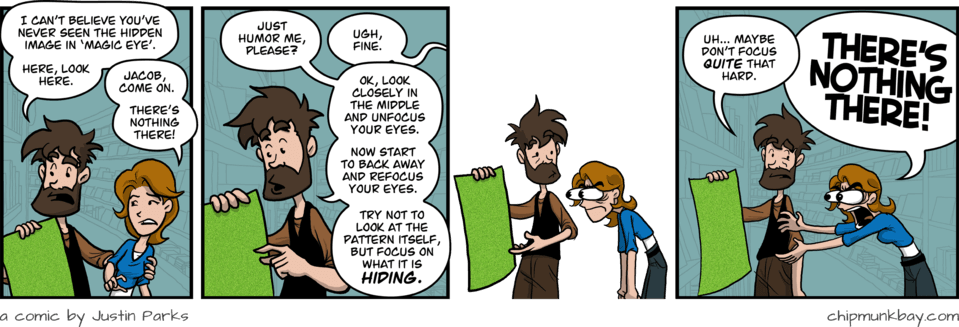 I CAN'T BELIEVE YOU'VE
NEVER SEEN THE HIDDEN
IMAGE IN 'MAGIC EYE'.
HERE, LOOK
HERE.
JACOB,
COME ON.
THERE'S
NOTHING
THERE!
JUST
HUMOR ME,
PLEASE?
UGH,
FINE.
OK, LOOK
CLOSELY IN
THE MIDDLE
AND UNFOCUS
YOUR EYES.
NOW START
TO BACK AWAY
AND REFOCUS
YOUR EYES.
TRY NOT TO
LOOK AT THE
PATTERN ITSELF,
BUT FOCUS ON
WHAT IT IS
HIDING.
UH... MAYBE
DON'T FOCUS
QUITE THAT
HARD.
THERE'S
NOTHING
THERE!
a comic by Justin Parks
chipmunkbay.com